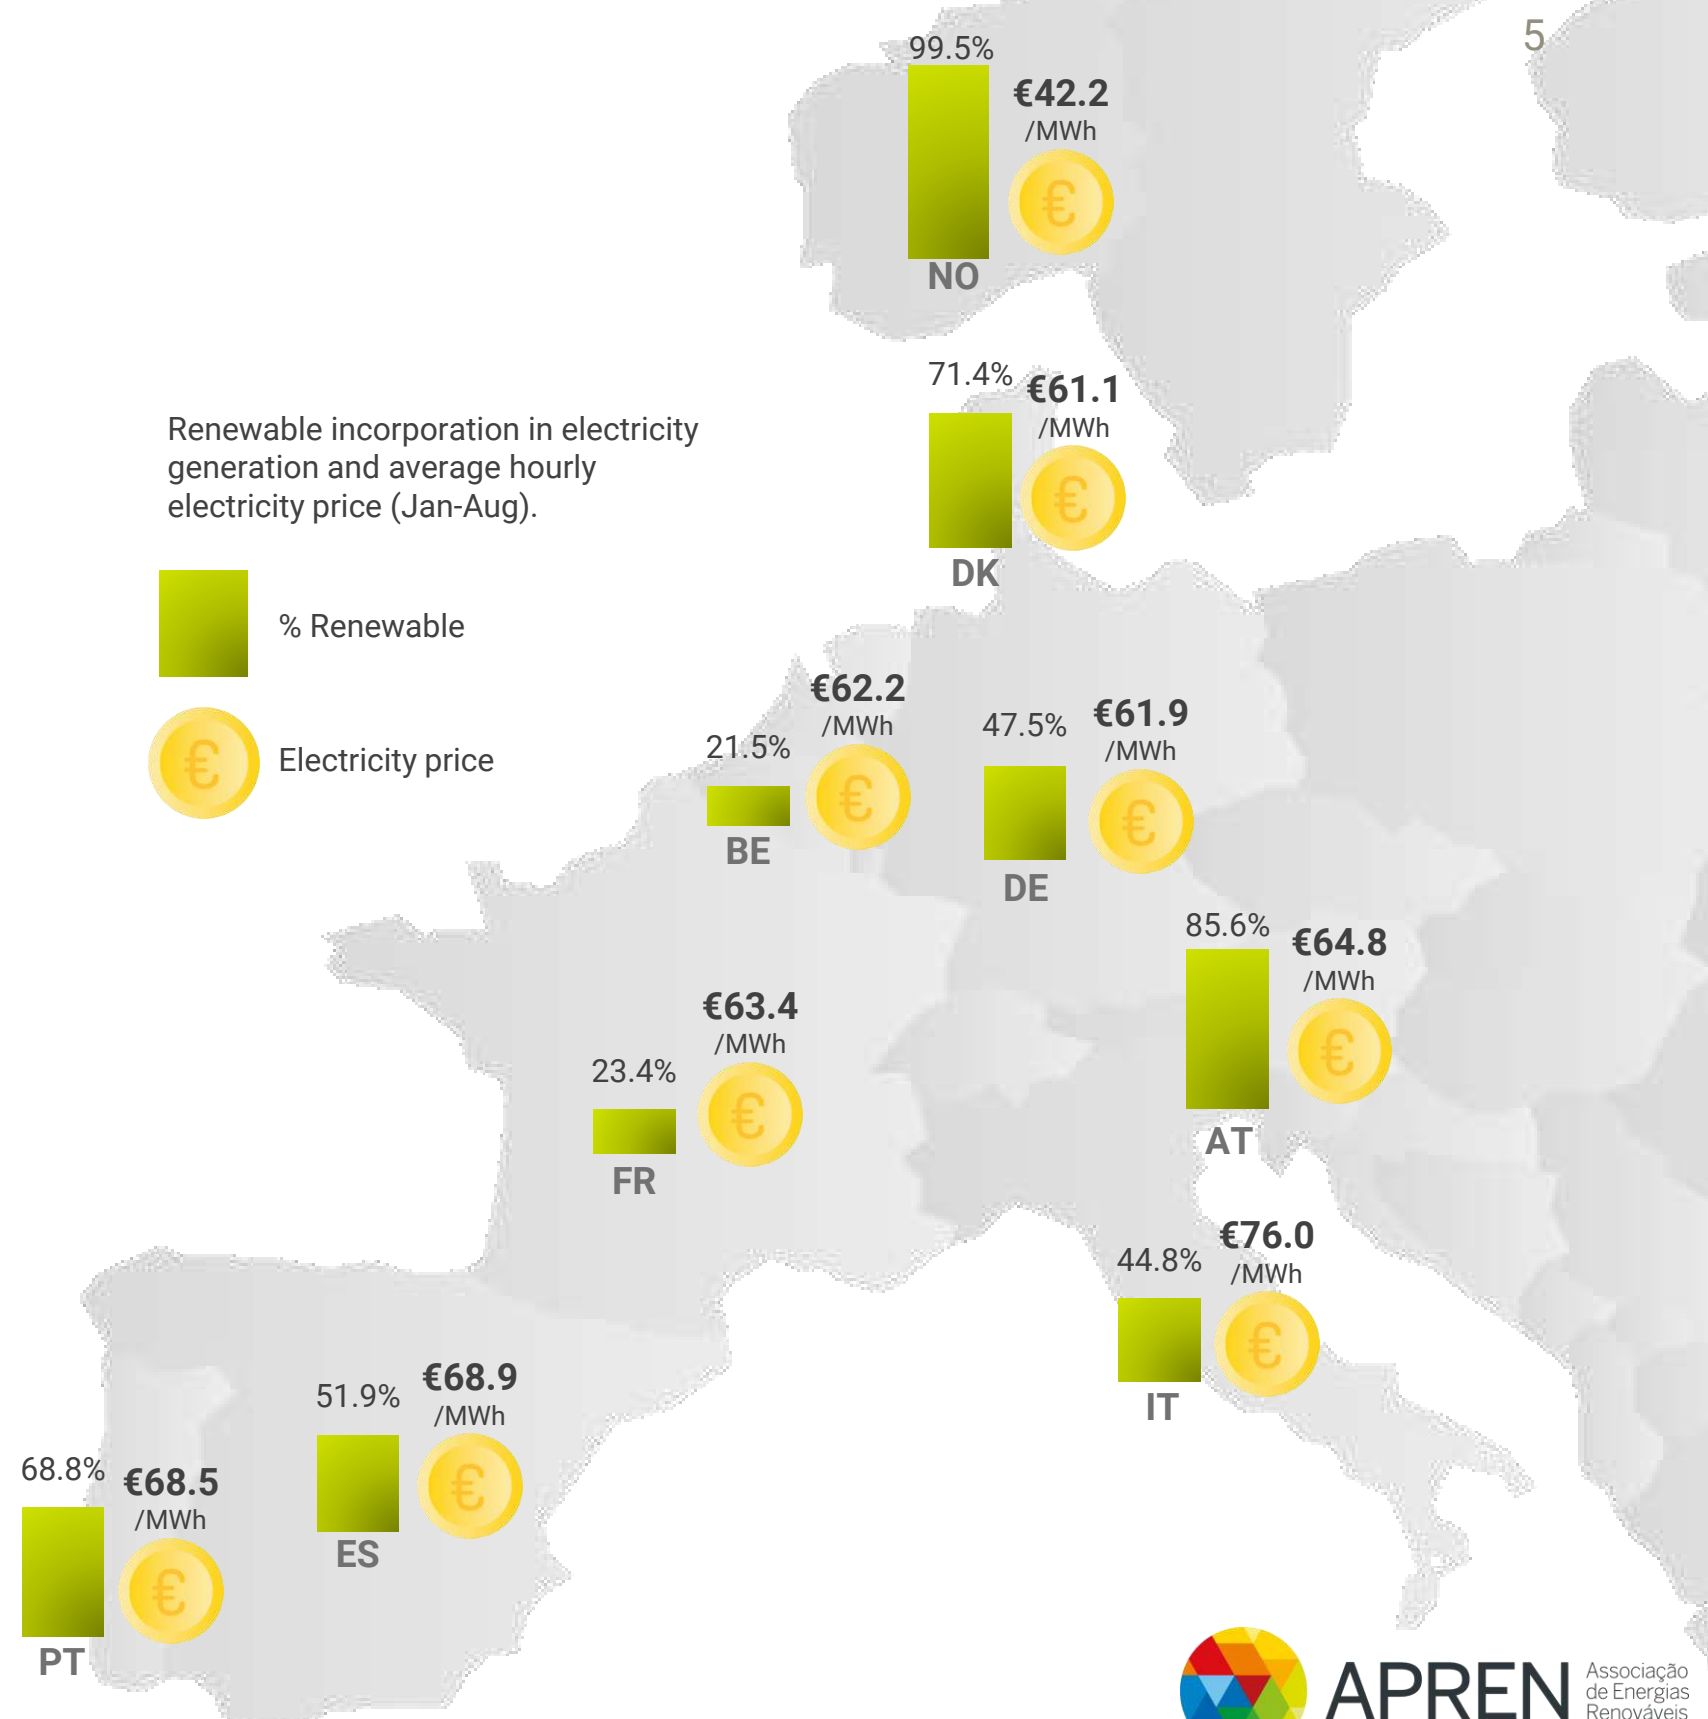 5
99.5%
€42.2
/MWh
€
NO
71.4%
€61.1
/MWh
€
DK
Renewable incorporation in electricity
generation and average hourly
electricity price (Jan-Aug).
% Renewable
€
Electricity price
€62.2
/MWh
21.5%
€
BE
47.5%
€61.9
/MWh
€
DE
85.6%
€64.8
/MWh
€
AT
€63.4
/MWh
23.4%
€
FR
44.8%
€76.0
/MWh
€
IT
51.9%
€68.9
/MWh
€
ES
68.8%
€68.5
/MWh
€
PT
APREN
Associação
de Energias
Renováveis